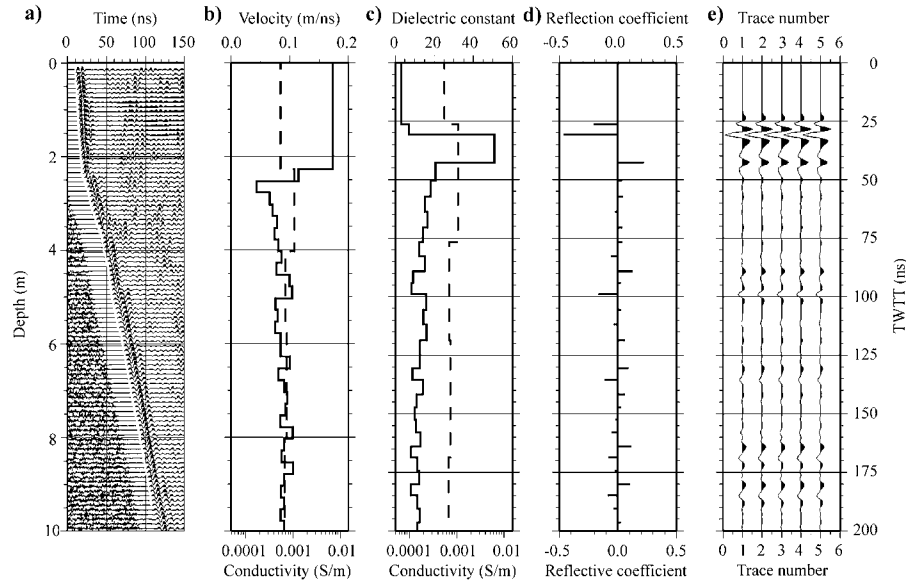 a) Time (ns) b) Velocity (m/ns) c) Dielectric constant d) Reflection coefficient e) Trace number
0 50 100 150 0.0 0.1 0.2 0 20 40 60 -0.5 0.0 0.5 0 1 2 3 4 5 6
0 0
25
2
50
75
4
Depth (m) 100 TWTT (ns)
6
125
150
8
175
10 200
0.0001 0.001 0.01 0.0001 0.001 0.01 -0.5 0.0 0.5 0 1 2 3 4 5 6
Conductivity (S/m) Conductivity (S/m) Reflective coefficient Trace number